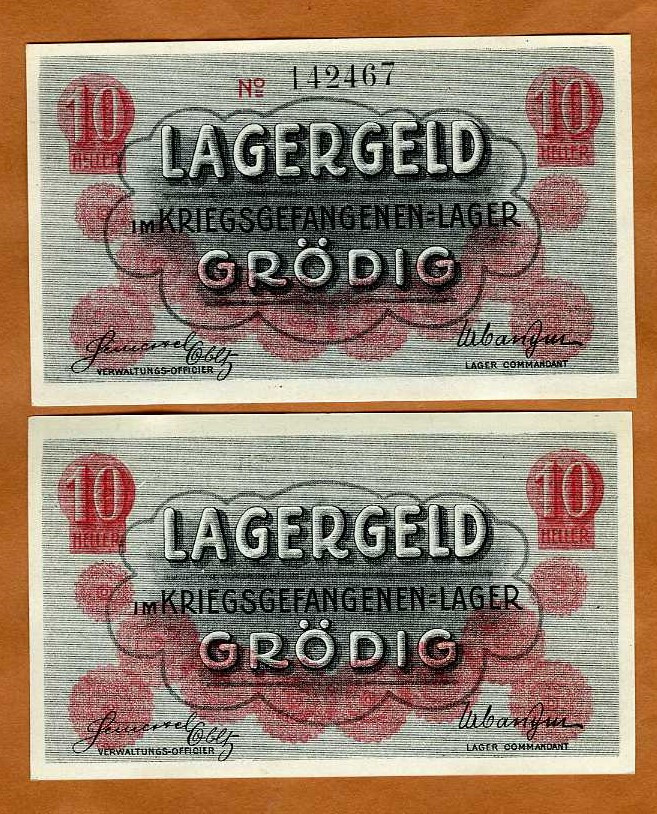 Nº 142467
10 HELLER 10 HELLER
LAGERGELD
IM KRIEGSGEFANGENEN=LAGER
GRÖDIG
VERWALTUNGS-OFFICIER LAGER COMMANDANT
10 HELLER 10 HELLER
LAGERGELD
IM KRIEGSGEFANGENEN=LAGER
GRÖDIG
VERWALTUNGS-OFFICIER LAGER COMMANDANT